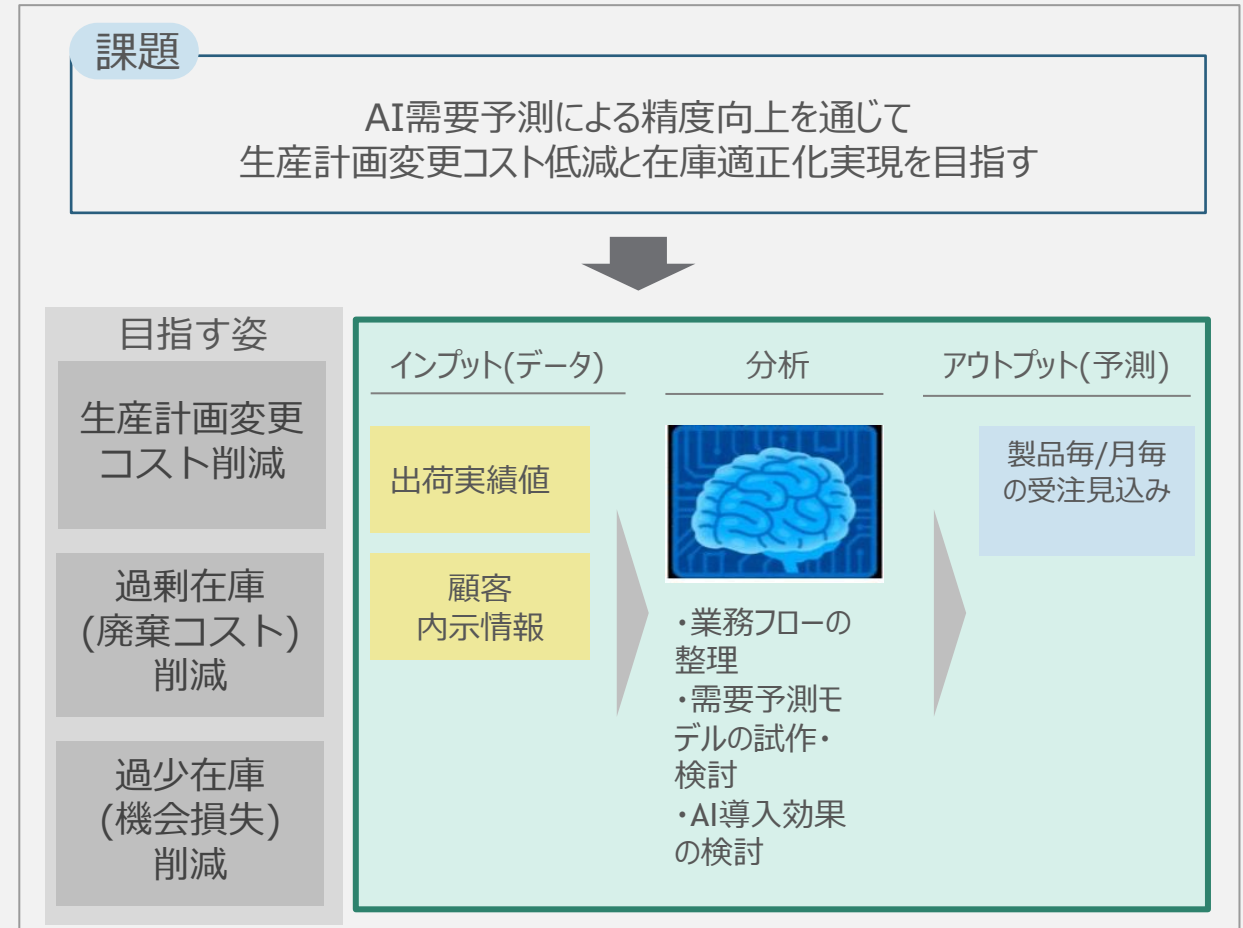 課題
AI需要予測による精度向上を通じて
生産計画変更コスト低減と在庫適正化実現を目指す
目指す姿
生産計画変更
コスト削減
過剰在庫
(廃棄コスト)
削減
過少在庫
(機会損失)
削減
インプット(データ)
出荷実績値
顧客
内示情報
分析
・業務フローの
整理
・需要予測モ
デルの試作・
検討
・AI導入効果
の検討
アウトプット(予測)
製品毎/月毎
の受注見込み